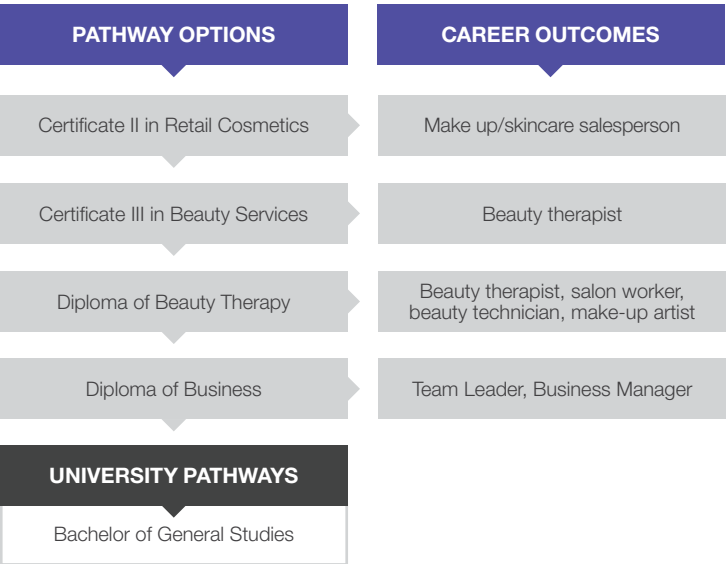 PATHWAY OPTIONS
CAREER OUTCOMES
Certificate II in Retail Cosmetics
Make up/skincare salesperson
Certificate III in Beauty Services
Beauty therapist
Diploma of Beauty Therapy
Beauty therapist, salon worker,
beauty technician, make-up artist
Diploma of Business
Team Leader, Business Manager
UNIVERSITY PATHWAYS
Bachelor of General Studies